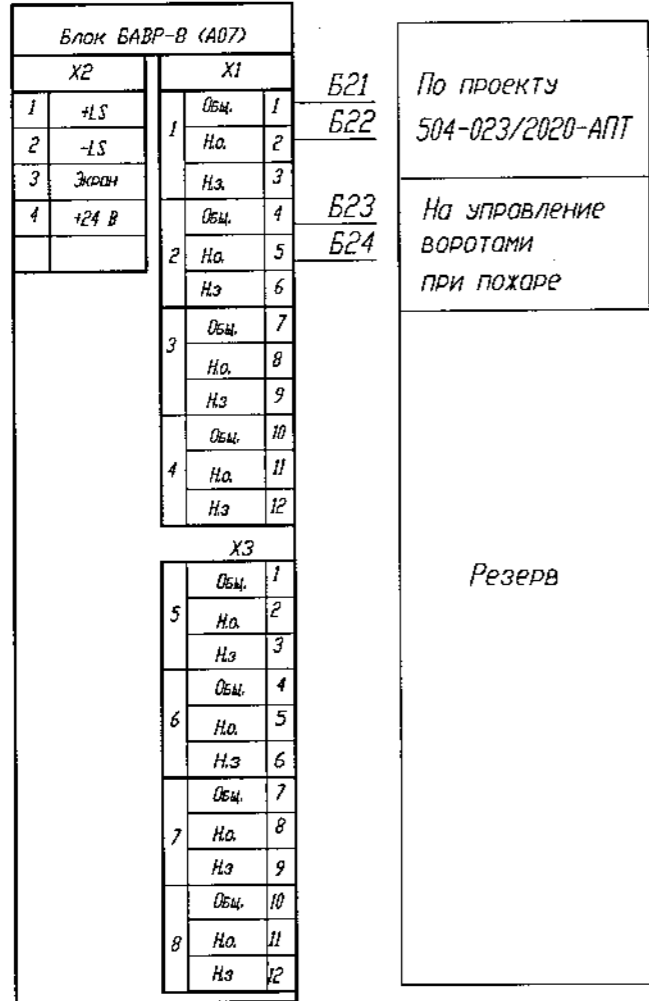 Блок БАВР-8 (А07)
X2
1 +LS
2 -LS
3 Экран
4 +24 В
X1
1
Общ. 1
Н.о. 2
Н.з. 3
2
Общ. 4
Н.о. 5
Н.з 6
3
Общ. 7
Н.о. 8
Н.з 9
4
Общ. 10
Н.о. 11
Н.з 12
X3
5
Общ. 1
Н.о. 2
Н.з 3
6
Общ. 4
Н.о. 5
Н.з 6
7
Общ. 7
Н.о. 8
Н.з 9
8
Общ. 10
Н.о. 11
Н.з 12
Б21
Б22
Б23
Б24
По проекту
504-023/2020-АПТ
На управление
воротами
при пожаре
Резерв